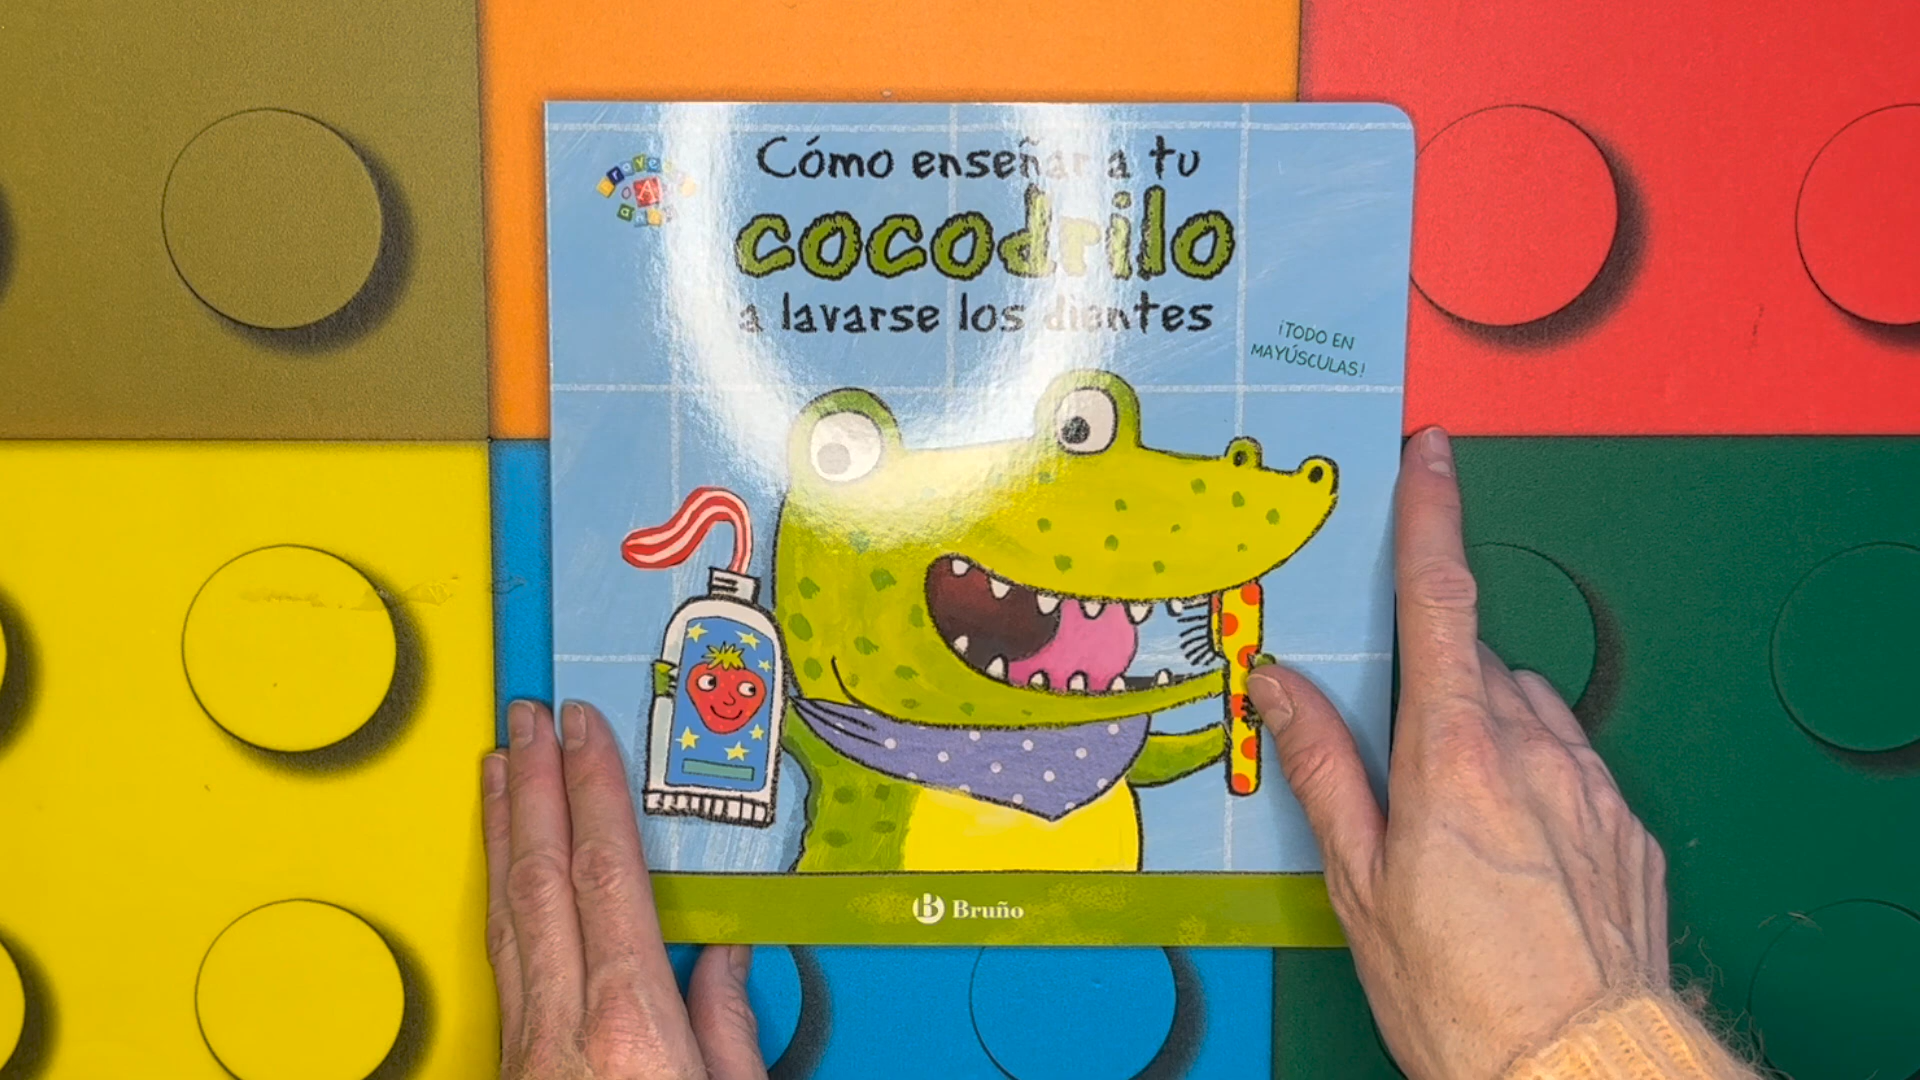 Cómo enseñar a tu
cocodrilo
a lavarse los dientes
¡TODO EN
MAYÚSCULAS!
B Bruño